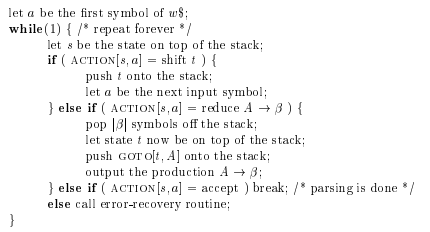 let a be the first symbol of w$;
while(1) { /* repeat forever */
let s be the state on top of the stack;
if ( ACTION[s,a] = shift t ) {
push t onto the stack;
let a be the next input symbol;
} else if ( ACTION[s,a] = reduce A → β ) {
pop |β| symbols off the stack;
let state t now be on top of the stack;
push GOTO[t, A] onto the stack;
output the production A → β;
} else if ( ACTION[s,a] = accept ) break; /* parsing is done */
else call error-recovery routine;
}